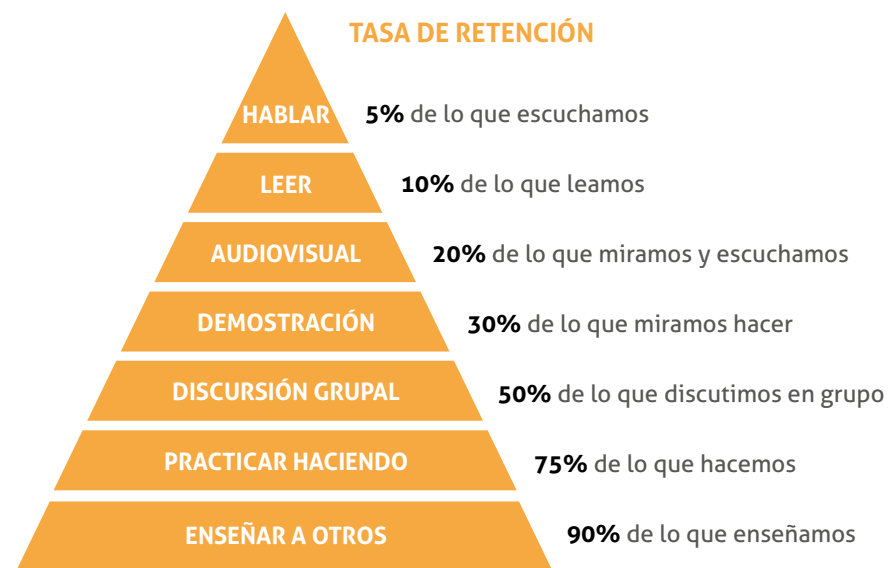 TASA DE RETENCIÓN
HABLAR 5% de lo que escuchamos
LEER 10% de lo que leamos
AUDIOVISUAL 20% de lo que miramos y escuchamos
DEMOSTRACIÓN 30% de lo que miramos hacer
DISCURSIÓN GRUPAL 50% de lo que discutimos en grupo
PRACTICAR HACIENDO 75% de lo que hacemos
ENSEÑAR A OTROS 90% de lo que enseñamos